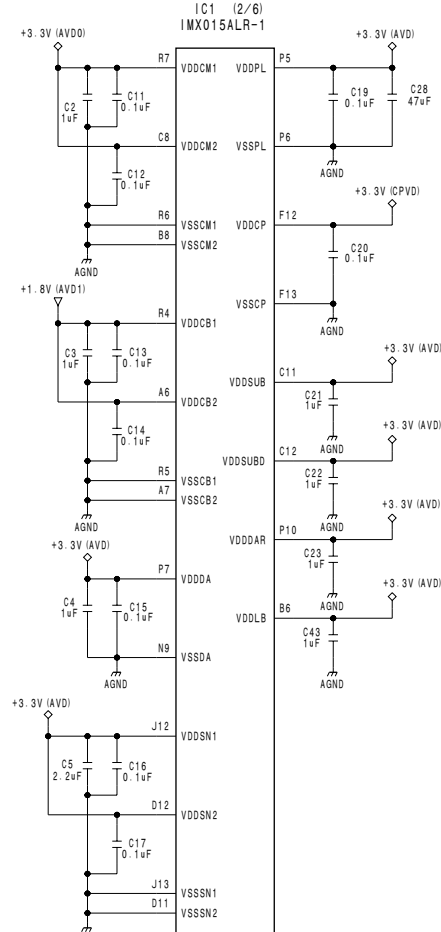 IC1 (2/6)
IMX015ALR-1
+3.3V (AVD0)
R7
VDDCM1
C2
1uF
C11
0.1uF
C8
VDDCM2
C12
0.1uF
R6
VSSCM1
B8
VSSCM2
AGND
+1.8V (AVD1)
R4
VDDCB1
C3
1uF
C13
0.1uF
A6
VDDCB2
C14
0.1uF
R5
VSSCB1
A7
VSSCB2
AGND
+3.3V (AVD)
P7
VDDDA
C4
1uF
C15
0.1uF
N9
VSSDA
AGND
+3.3V (AVD)
J12
VDDSN1
C5
2.2uF
C16
0.1uF
D12
VDDSN2
C17
0.1uF
J13
VSSSN1
D11
VSSSN2
+3.3V (AVD)
P5
VDDPL
C19
0.1uF
C28
47uF
P6
VSSPL
AGND
+3.3V (CPVD)
F12
VDDCP
C20
0.1uF
F13
VSSCP
AGND
+3.3V (AVD)
C11
VDDSUB
C21
1uF
AGND
+3.3V (AVD)
C12
VDDSUBD
C22
1uF
AGND
+3.3V (AVD)
P10
VDDDAR
C23
1uF
AGND
+3.3V (AVD)
B6
VDDLB
C43
1uF
AGND